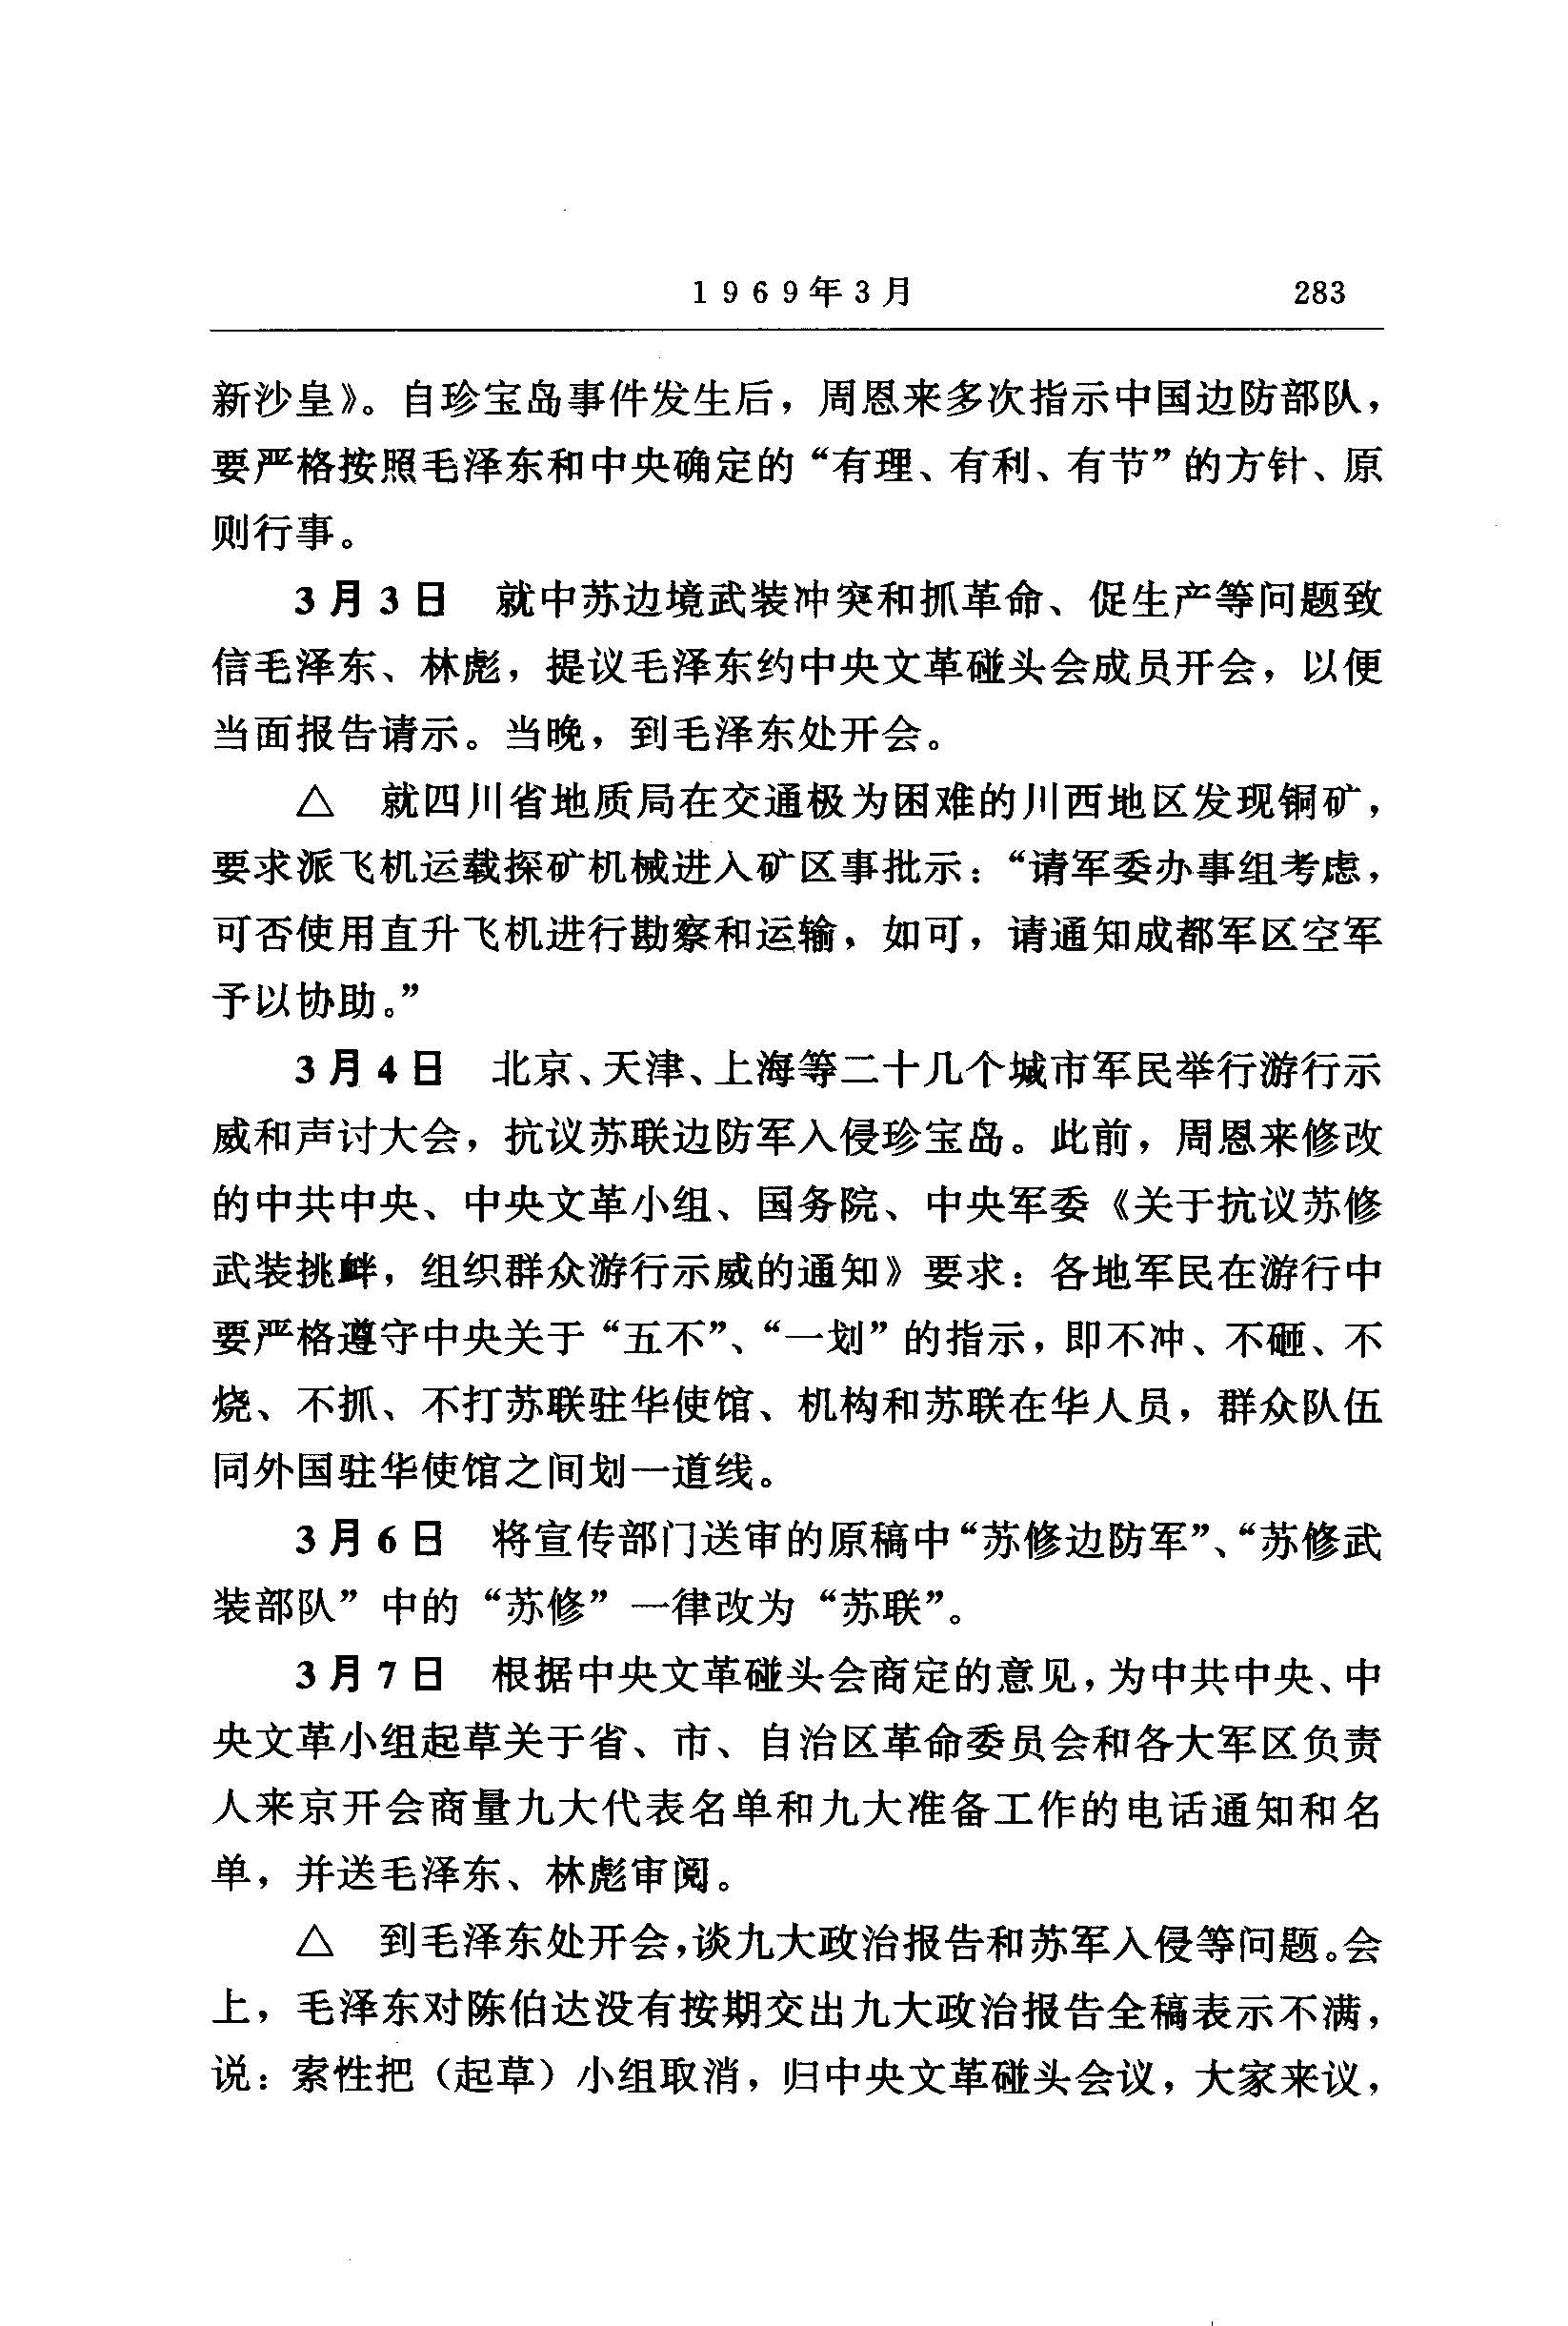 1969年3月 283
新沙皇》。自珍宝岛事件发生后，周恩来多次指示中国边防部队，
要严格按照毛泽东和中央确定的“有理、有利、有节”的方针、原
则行事。
3月3日 就中苏边境武装冲突和抓革命、促生产等问题致
信毛泽东、林彪，提议毛泽东约中央文革碰头会成员开会，以便
当面报告请示。当晚，到毛泽东处开会。
△ 就四川省地质局在交通极为困难的川西地区发现铜矿，
要求派飞机运载探矿机械进入矿区事批示：“请军委办事组考虑，
可否使用直升飞机进行勘察和运输，如可，请通知成都军区空军
予以协助。”
3月4日 北京、天津、上海等二十几个城市军民举行游行示
威和声讨大会，抗议苏联边防军入侵珍宝岛。此前，周恩来修改
的中共中央、中央文革小组、国务院、中央军委《关于抗议苏修
武装挑衅，组织群众游行示威的通知》要求：各地军民在游行中
要严格遵守中央关于“五不”、“一划”的指示，即不冲、不砸、不
烧、不抓、不打苏联驻华使馆、机构和苏联在华人员，群众队伍
同外国驻华使馆之间划一道线。
3月6日 将宣传部门送审的原稿中“苏修边防军”、“苏修武
装部队”中的“苏修”一律改为“苏联”。
3月7日 根据中央文革碰头会商定的意见，为中共中央、中
央文革小组起草关于省、市、自治区革命委员会和各大军区负责
人来京开会商量九大代表名单和九大准备工作的电话通知和名
单，并送毛泽东、林彪审阅。
△ 到毛泽东处开会，谈九大政治报告和苏军入侵等问题。会
上，毛泽东对陈伯达没有按期交出九大政治报告全稿表示不满，
说：索性把（起草）小组取消，归中央文革碰头会议，大家来议，